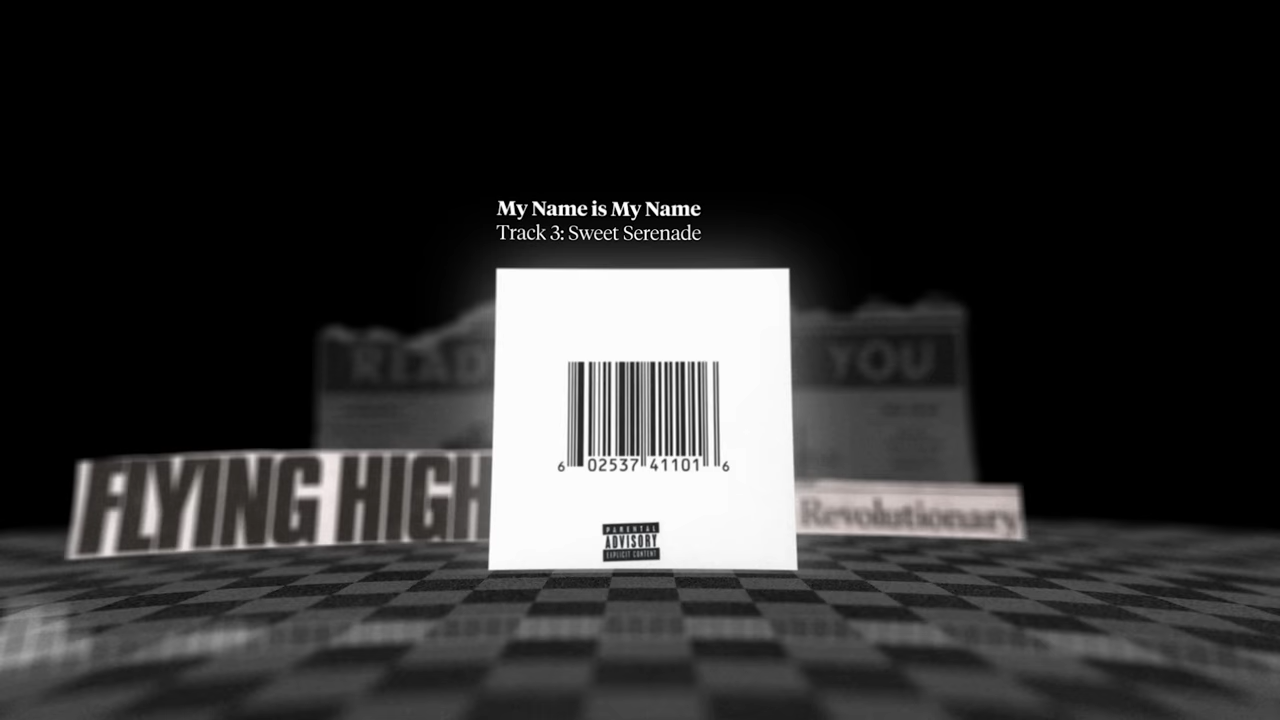 My Name is My Name
Track 3: Sweet Serenade
READ
YOU
FLYING HIGH
Revolutionary
6 02537 41101 6
PARENTAL
ADVISORY
EXPLICIT CONTENT